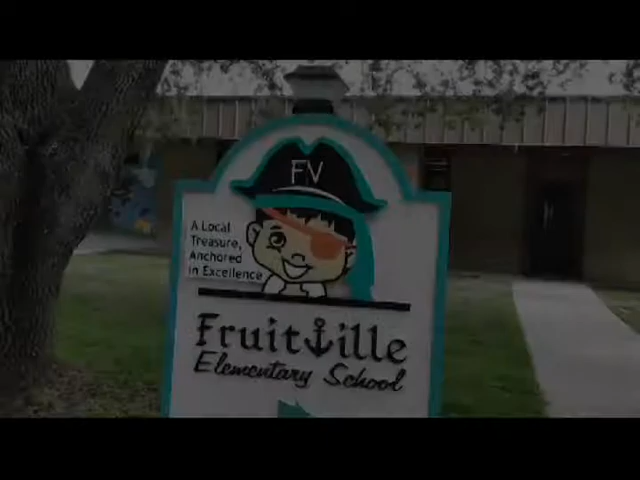 FV
A Local
Treasure,
Anchored
in Excellence
Fruitville
Elementary School